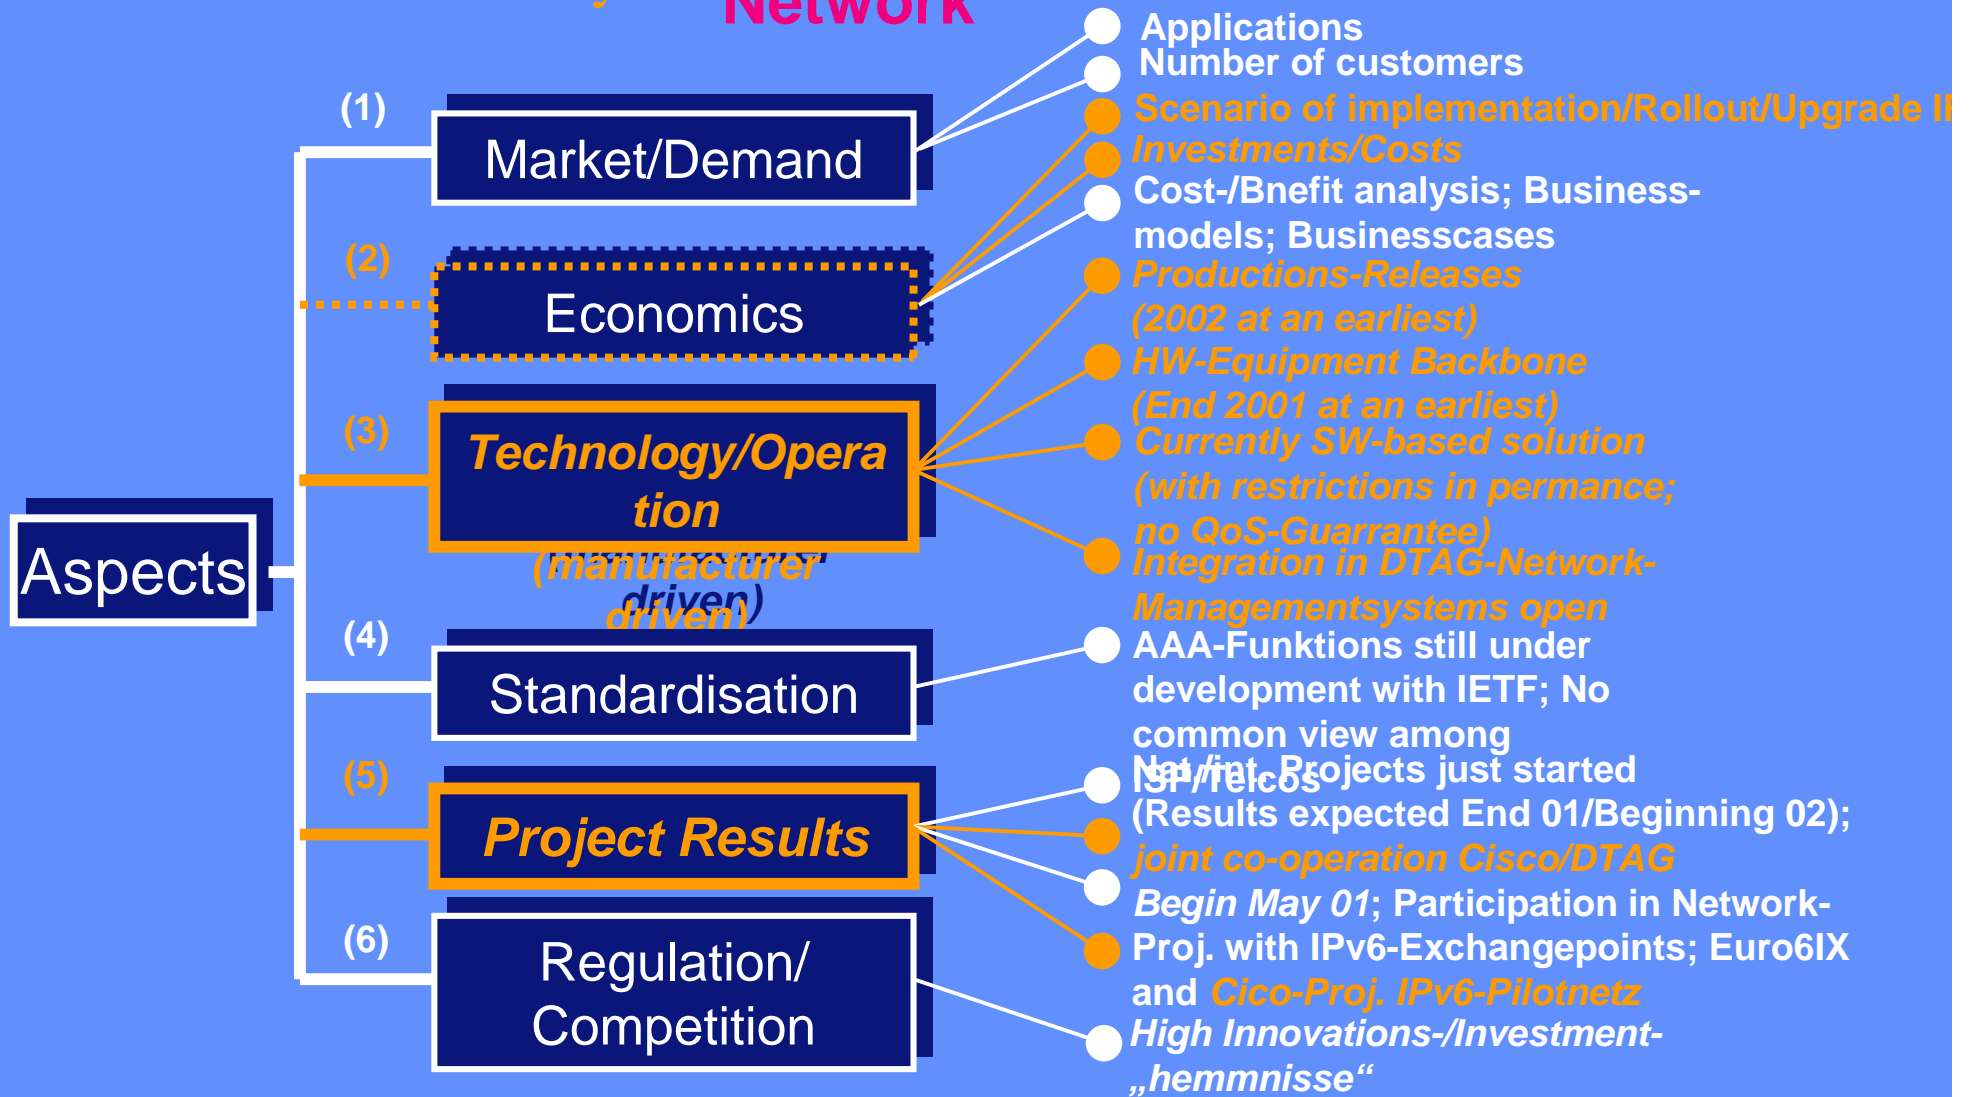 Network
Aspects
(1)
Market/Demand
Applications
Number of customers
(2)
Economics
Scenario of implementation/Rollout/Upgrade
Investments/Costs
Cost-/Bnefit analysis; Business-
models; Businesscases
(3)
Technology/Opera
tion
(manufacturer
driven)
Productions-Releases
(2002 at an earliest)
HW-Equipment Backbone
(End 2001 at an earliest)
Currently SW-based solution
(with restrictions in permance;
no QoS-Guarrantee)
Integration in DTAG-Network-
Managementsystems open
(4)
Standardisation
AAA-Funktions still under
development with IETF; No
common view among
ISP/Telcos
(5)
Project Results
Nat./int. Projects just started
(Results expected End 01/Beginning 02);
joint co-operation Cisco/DTAG
Begin May 01; Participation in Network-
Proj. with IPv6-Exchangepoints; Euro6IX
and Cico-Proj. IPv6-Pilotnetz
(6)
Regulation/
Competition
High Innovations-/Investment-
„hemmnisse“